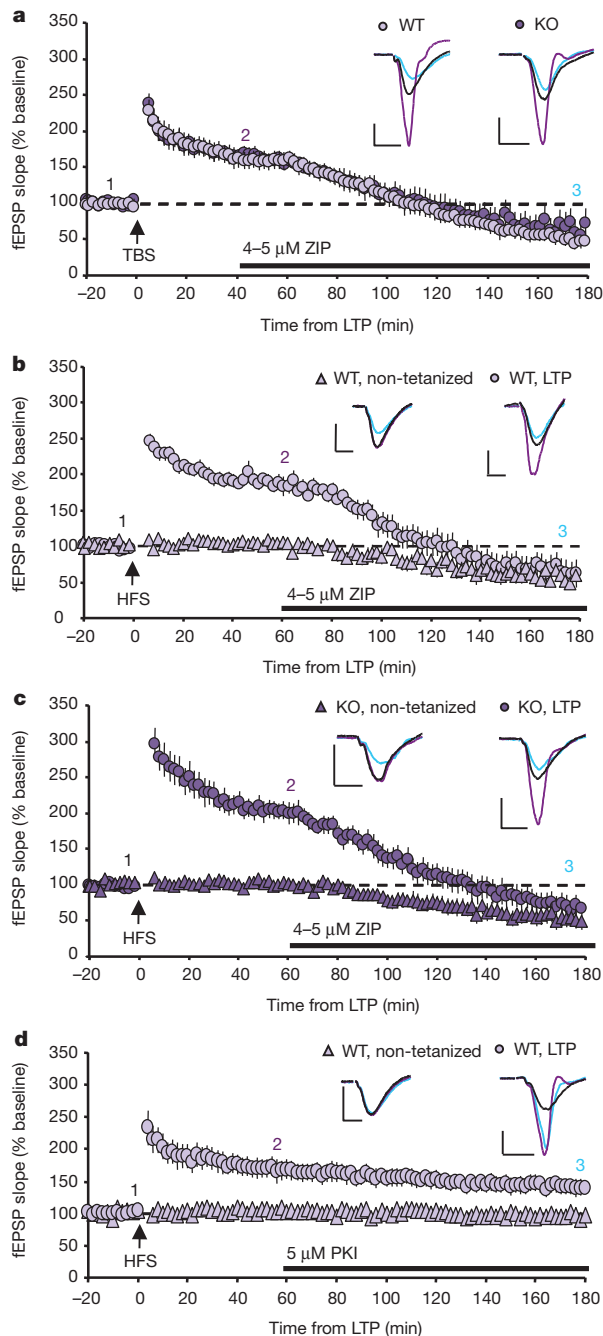 a
WT
KO
fEPSP slope (% baseline)
350
300
250
200
150
100
50
0
1
2
3
TBS
4–5 μM ZIP
–20 0 20 40 60 80 100 120 140 160 180
Time from LTP (min)
b
WT, non-tetanized
WT, LTP
fEPSP slope (% baseline)
350
300
250
200
150
100
50
0
1
2
3
HFS
4–5 μM ZIP
–20 0 20 40 60 80 100 120 140 160 180
Time from LTP (min)
c
KO, non-tetanized
KO, LTP
fEPSP slope (% baseline)
350
300
250
200
150
100
50
0
1
2
3
HFS
4–5 μM ZIP
–20 0 20 40 60 80 100 120 140 160 180
Time from LTP (min)
d
WT, non-tetanized
WT, LTP
fEPSP slope (% baseline)
350
300
250
200
150
100
50
0
1
2
3
HFS
5 μM PKI
–20 0 20 40 60 80 100 120 140 160 180
Time from LTP (min)